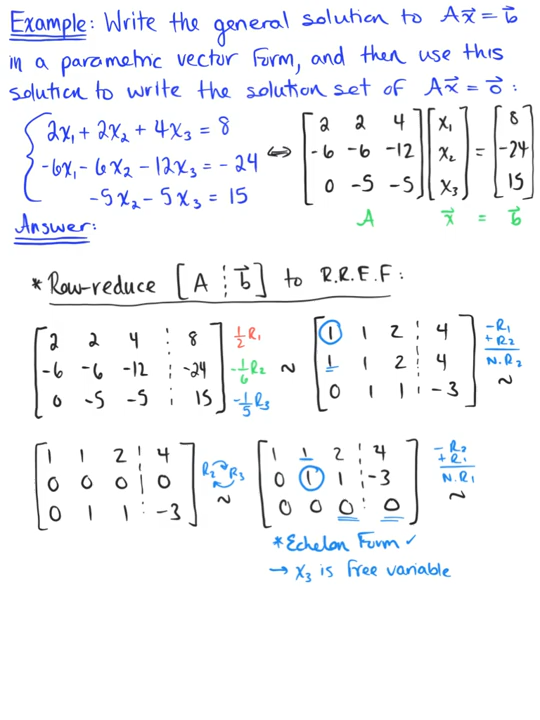 Example: Write the general solution to Ax⃗ = b⃗
in a parametric vector form, and then use this
solution to write the solution set of Ax⃗ = 0⃗ :
{ 2x₁ + 2x₂ + 4x₃ = 8
-6x₁ - 6x₂ - 12x₃ = -24
-5x₂ - 5x₃ = 15
⇔ [ 2 2 4 ] [ x₁ ] = [ 8 ]
[ -6 -6 -12 ] [ x₂ ] = [ -24 ]
[ 0 -5 -5 ] [ x₃ ] [ 15 ]
A x⃗ = b⃗
Answer:
* Row-reduce [ A ⋮ b⃗ ] to R.R.E.F:
[ 2 2 4 ⋮ 8 ] ½R₁
[ -6 -6 -12 ⋮ -24 ] -⅙R₂ ~
[ 0 -5 -5 ⋮ 15 ] -⅕R₃
[ 1 1 2 ⋮ 4 ] -R₁
[ 1 1 2 ⋮ 4 ] +R₂
[ 0 1 1 ⋮ -3 ] N.R₂
~
[ 1 1 2 ⋮ 4 ]
[ 0 0 0 ⋮ 0 ] R₂ R₃
[ 0 1 1 ⋮ -3 ] ~
[ 1 1 2 ⋮ 4 ] -R₂
[ 0 1 1 ⋮ -3 ] +R₁
[ 0 0 0 ⋮ 0 ] N.R₁
~
* Echelon Form ✓
→ x₃ is free variable